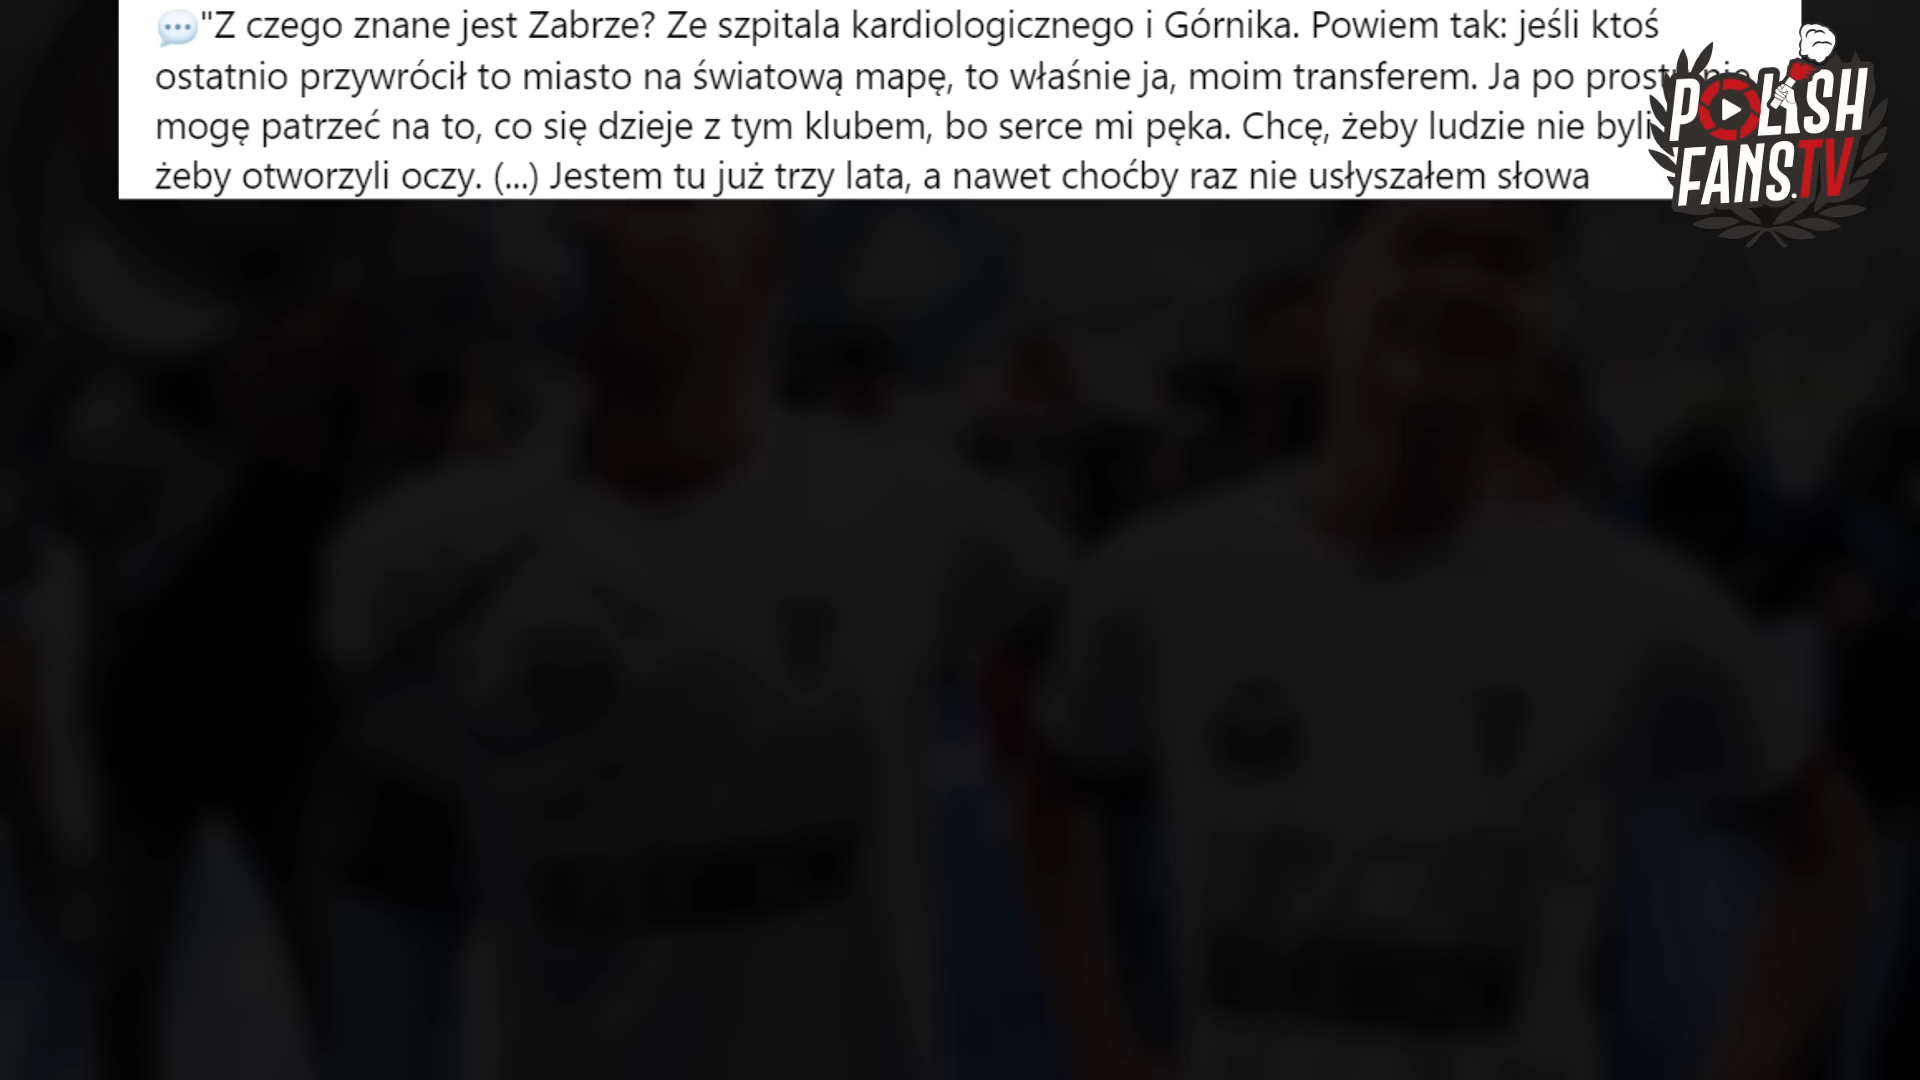 "Z czego znane jest Zabrze? Ze szpitala kardiologicznego i Górnika. Powiem tak: jeśli ktoś
ostatnio przywrócił to miasto na światową mapę, to właśnie ja, moim transferem. Ja po prostu nie
mogę patrzeć na to, co się dzieje z tym klubem, bo serce mi pęka. Chcę, żeby ludzie nie byli
żeby otworzyli oczy. (...) Jestem tu już trzy lata, a nawet choćby raz nie usłyszałem słowa
POLISH
FANS.TV